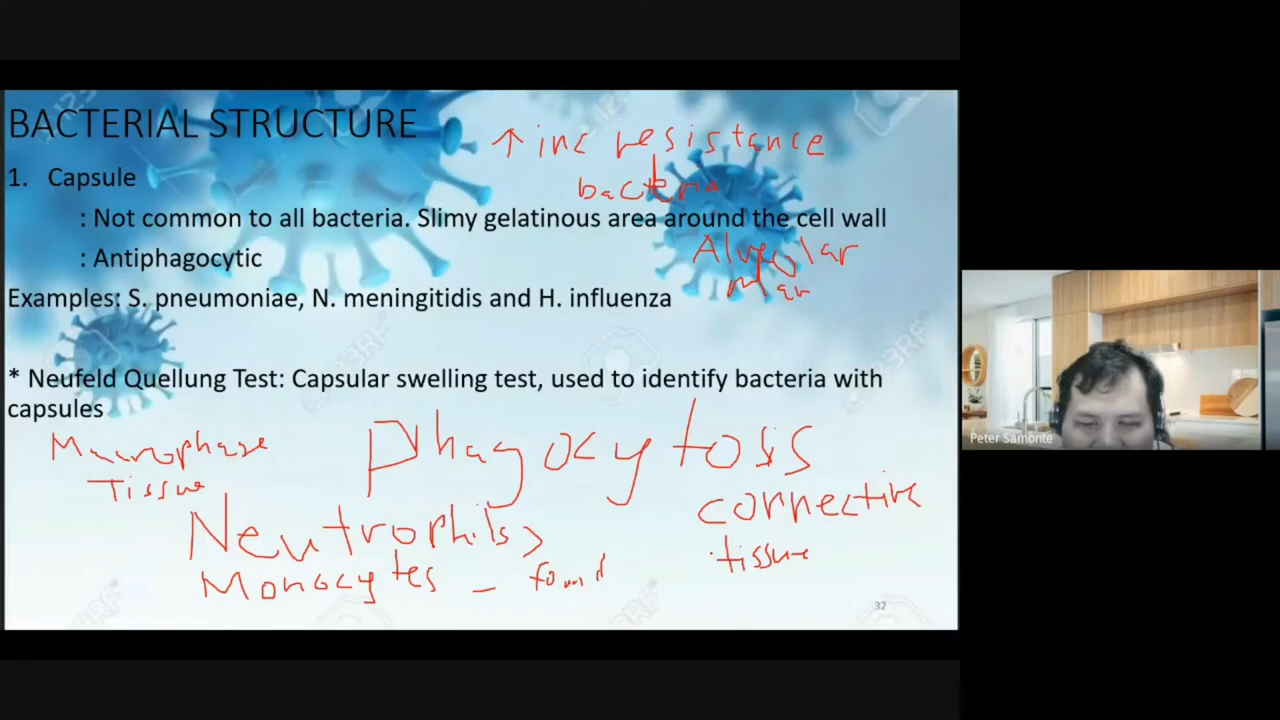 BACTERIAL STRUCTURE
↑ inc resistance
bacteria
1. Capsule
: Not common to all bacteria. Slimy gelatinous area around the cell wall
Alveolar
: Antiphagocytic
Examples: S. pneumoniae, N. meningitidis and H. influenza
* Neufeld Quellung Test: Capsular swelling test, used to identify bacteria with
capsules
Macrophase
Tissue
Phagocytosis
Neutrophils >
Monocytes - found
connective
tissue
32
Peter Samonte
123RF